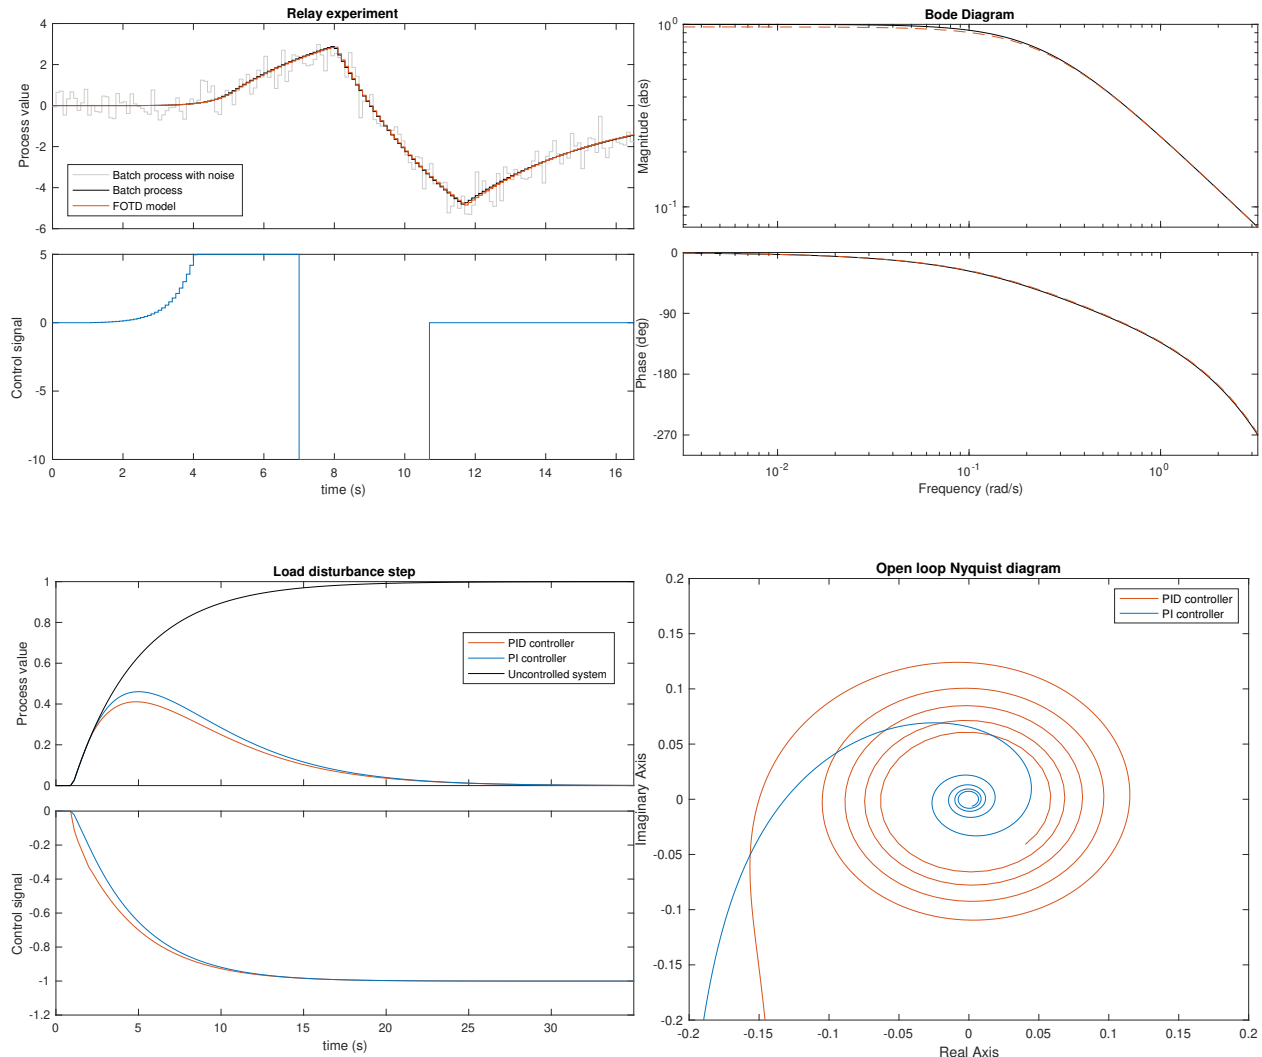 Relay experiment
4
2
0
-2
-4
-6
Process value
Batch process with noise
Batch process
FOTD model
5
0
-5
-10
Control signal
0 2 4 6 8 10 12 14 16
time (s)
Bode Diagram
10^0
10^-1
Magnitude (abs)
0
-90
-180
-270
Phase (deg)
10^-2 10^-1 10^0
Frequency (rad/s)
Load disturbance step
1
0.8
0.6
0.4
0.2
0
Process value
PID controller
PI controller
Uncontrolled system
0
-0.2
-0.4
-0.6
-0.8
-1
-1.2
Control signal
0 5 10 15 20 25 30
time (s)
Open loop Nyquist diagram
0.2
0.15
0.1
0.05
0
-0.05
-0.1
-0.15
-0.2
Imaginary Axis
PID controller
PI controller
-0.2 -0.15 -0.1 -0.05 0 0.05 0.1 0.15 0.2
Real Axis